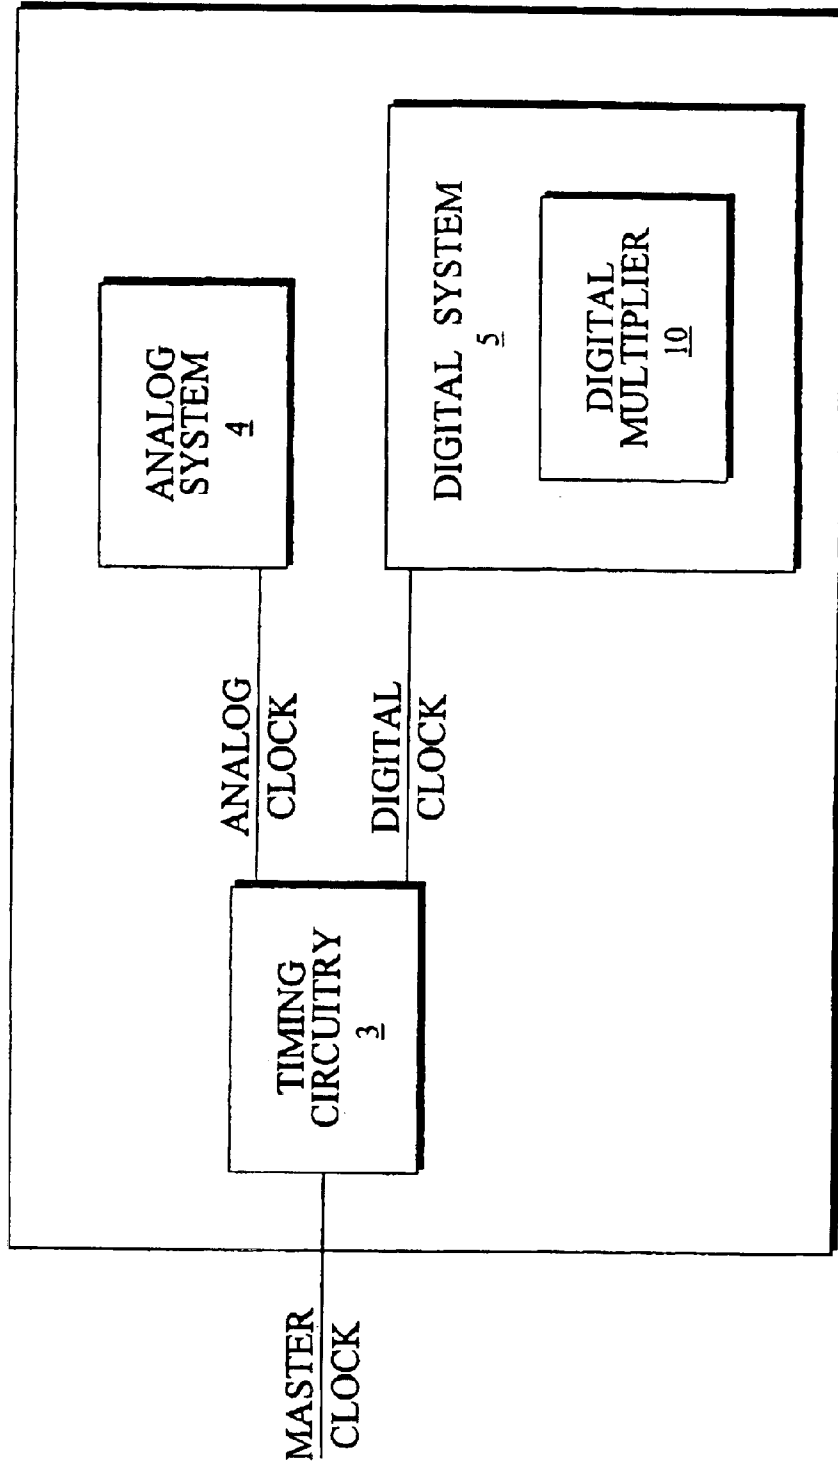 MASTER
CLOCK
TIMING
CIRCUITRY
3
ANALOG
CLOCK
DIGITAL
CLOCK
ANALOG
SYSTEM
4
DIGITAL SYSTEM
5
DIGITAL
MULTIPLIER
10